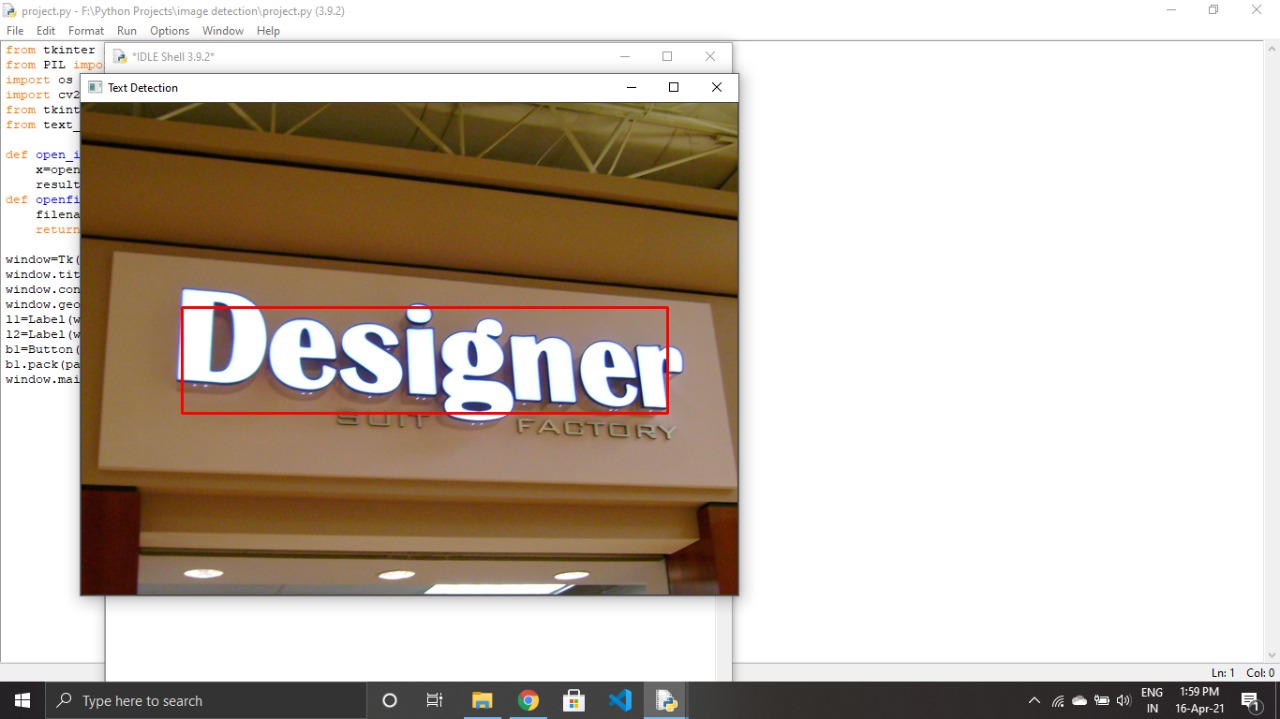 project.py - F:\Python Projects\image detection\project.py (3.9.2)
File Edit Format Run Options Window Help
from tkinter
from PIL impo
import os
import cv2
from tkint
from text_
def open_i
x=open
result
def openfi
filena
return
window=Tk(
window.tit
window.con
window.geo
l1=Label(w
l2=Label(w
b1=Button(
b1.pack(pa
window.mai
*IDLE Shell 3.9.2*
Text Detection
Designer
SUIT FACTORY
Ln: 1 Col: 0
Type here to search
ENG
IN
1:59 PM
16-Apr-21
1